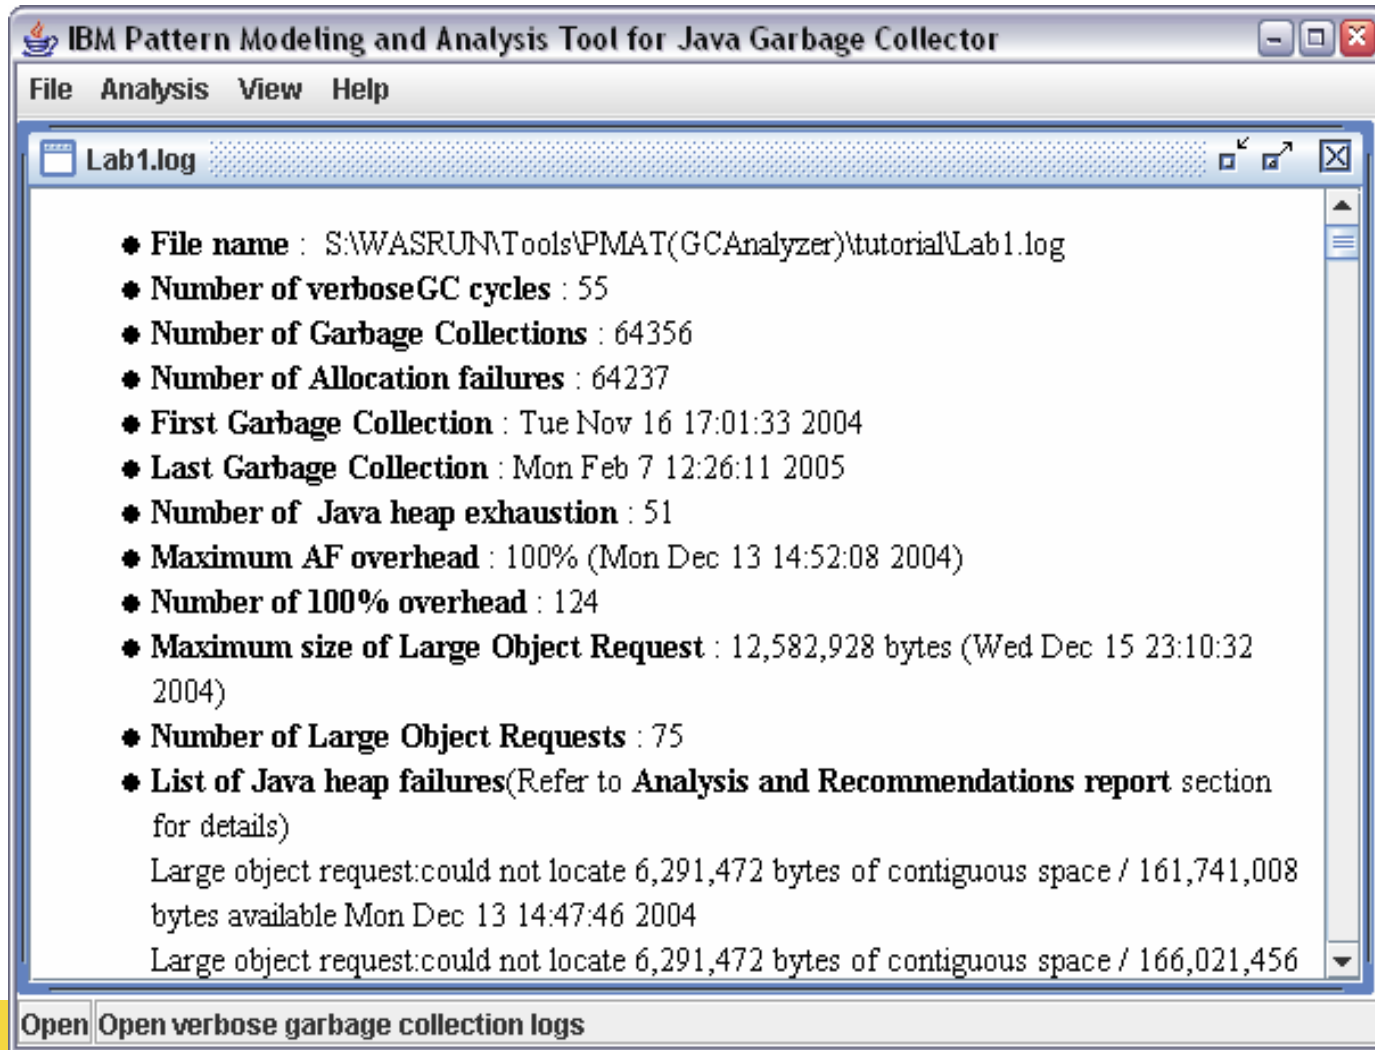 IBM Pattern Modeling and Analysis Tool for Java Garbage Collector
File Analysis View Help
Lab1.log
File name : S:\WASRUN\Tools\PMAT(GCAnalyzer)\tutorial\Lab1.log
Number of verboseGC cycles : 55
Number of Garbage Collections : 64356
Number of Allocation failures : 64237
First Garbage Collection : Tue Nov 16 17:01:33 2004
Last Garbage Collection : Mon Feb 7 12:26:11 2005
Number of Java heap exhaustion : 51
Maximum AF overhead : 100% (Mon Dec 13 14:52:08 2004)
Number of 100% overhead : 124
Maximum size of Large Object Request : 12,582,928 bytes (Wed Dec 15 23:10:32
2004)
Number of Large Object Requests : 75
List of Java heap failures(Refer to Analysis and Recommendations report section
for details)
Large object request:could not locate 6,291,472 bytes of contiguous space / 161,741,008
bytes available Mon Dec 13 14:47:46 2004
Large object request:could not locate 6,291,472 bytes of contiguous space / 166,021,456
Open Open verbose garbage collection logs